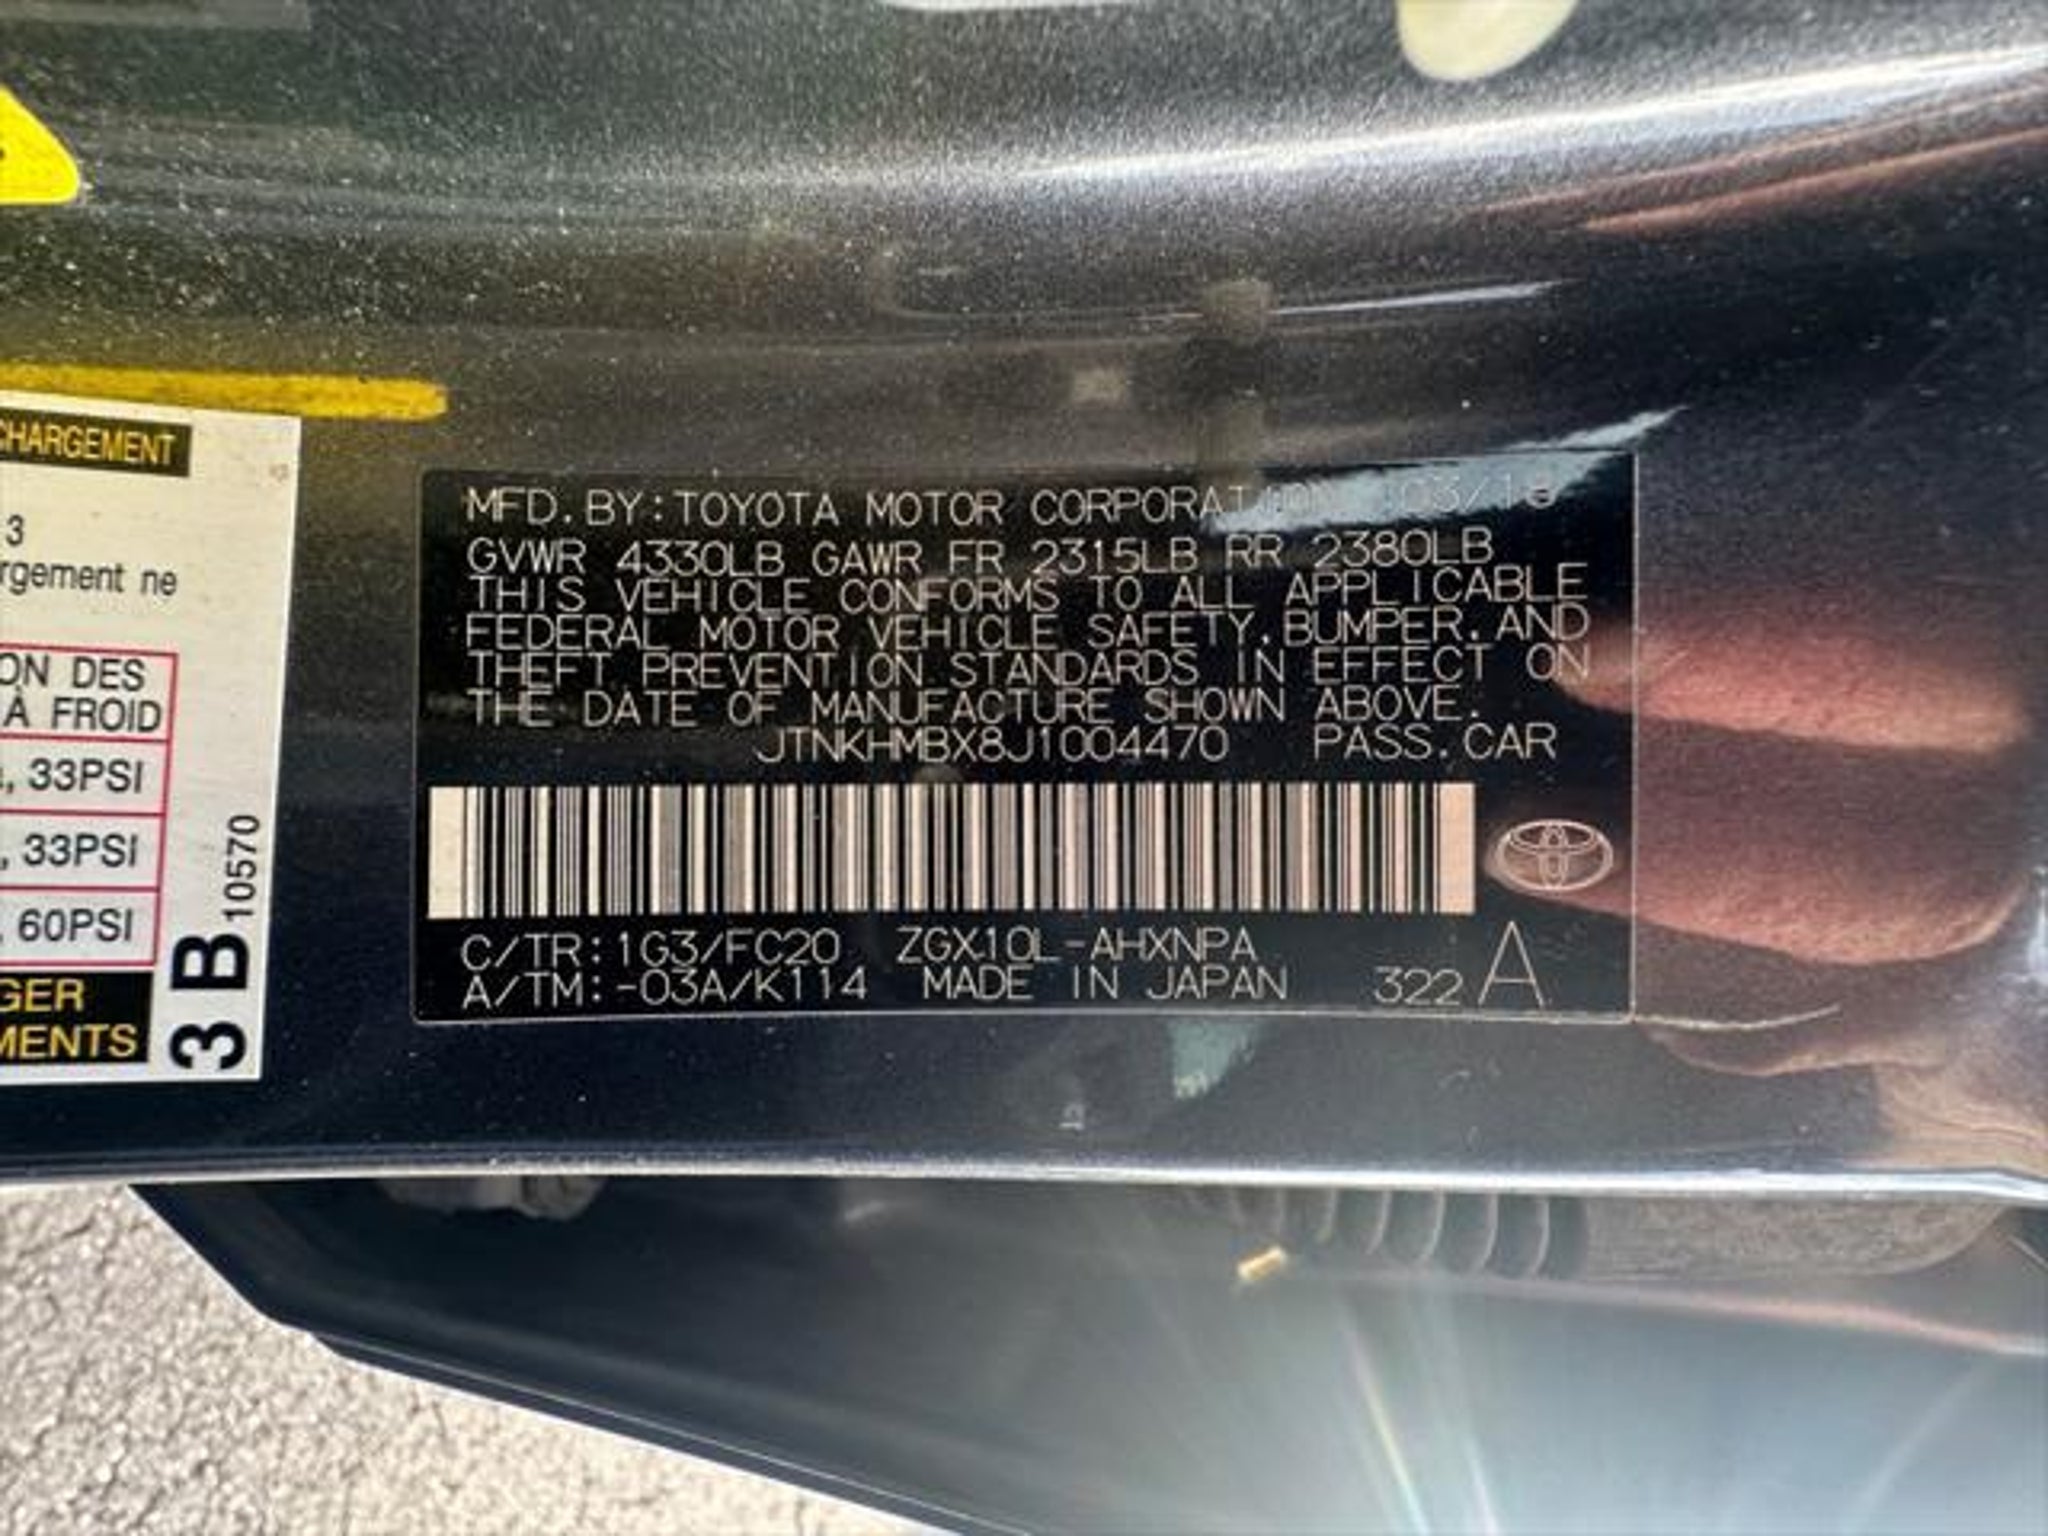 CHARGEMENT
3
rgement ne
ON DES
À FROID
, 33PSI
, 33PSI
, 60PSI
GER
MENTS
3 B 10570
MFD. BY: TOYOTA MOTOR CORPORATION 03/18
GVWR 4330LB GAWR FR 2315LB RR 2380LB
THIS VEHICLE CONFORMS TO ALL APPLICABLE
FEDERAL MOTOR VEHICLE SAFETY, BUMPER, AND
THEFT PREVENTION STANDARDS IN EFFECT ON
THE DATE OF MANUFACTURE SHOWN ABOVE.
JTNKHMBX8J1004470 PASS. CAR
C/TR: 1G3/FC20 ZGX10L-AHXNPA
A/TM: -03A/K114 MADE IN JAPAN 322 A